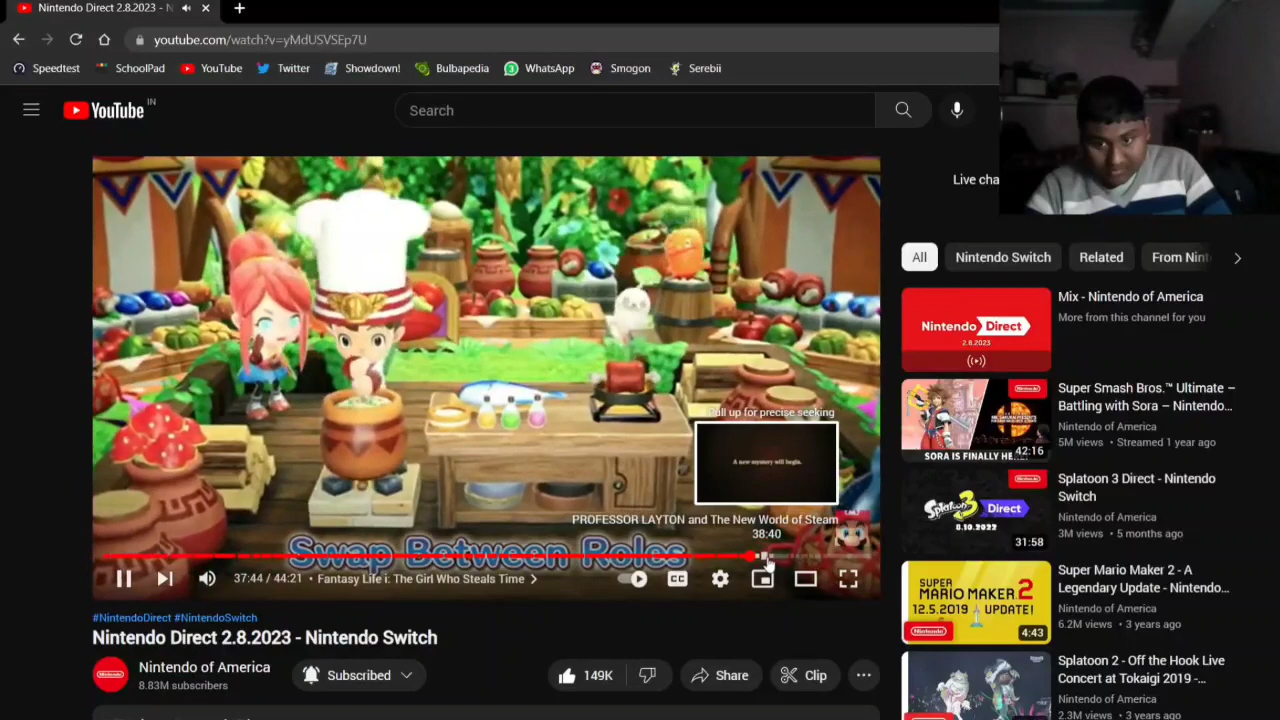 Nintendo Direct 2.8.2023 - N
youtube.com/watch?v=yMdUSVSEp7U
Speedtest SchoolPad YouTube Twitter Showdown! Bulbapedia WhatsApp Smogon Serebii
YouTube IN
Search
Live cha
Pull up for precise seeking
A new mystery will begin.
PROFESSOR LAYTON and The New World of Steam
38:40
Swap Between Roles
37:44 / 44:21 • Fantasy Life i: The Girl Who Steals Time
CC
#NintendoDirect #NintendoSwitch
Nintendo Direct 2.8.2023 - Nintendo Switch
Nintendo of America
8.83M subscribers
Subscribed
149K
Share
Clip
All Nintendo Switch Related From Nint
Nintendo Direct
2.8.2023
Mix - Nintendo of America
More from this channel for you
Nintendo
SORA IS FINALLY HE
42:16
Super Smash Bros.™ Ultimate –
Battling with Sora – Nintendo...
Nintendo of America
5M views • Streamed 1 year ago
Nintendo
Splatoon 3 Direct
8.10.2022
31:58
Splatoon 3 Direct - Nintendo
Switch
Nintendo of America
3M views • 5 months ago
SUPER
MARIO MAKER 2
12.5.2019 UPDATE!
Nintendo
4:43
Super Mario Maker 2 - A
Legendary Update - Nintendo...
Nintendo of America
6.2M views • 3 years ago
Splatoon 2 - Off the Hook Live
Concert at Tokaigi 2019 -...
Nintendo of America
2.3M views • 3 years ago